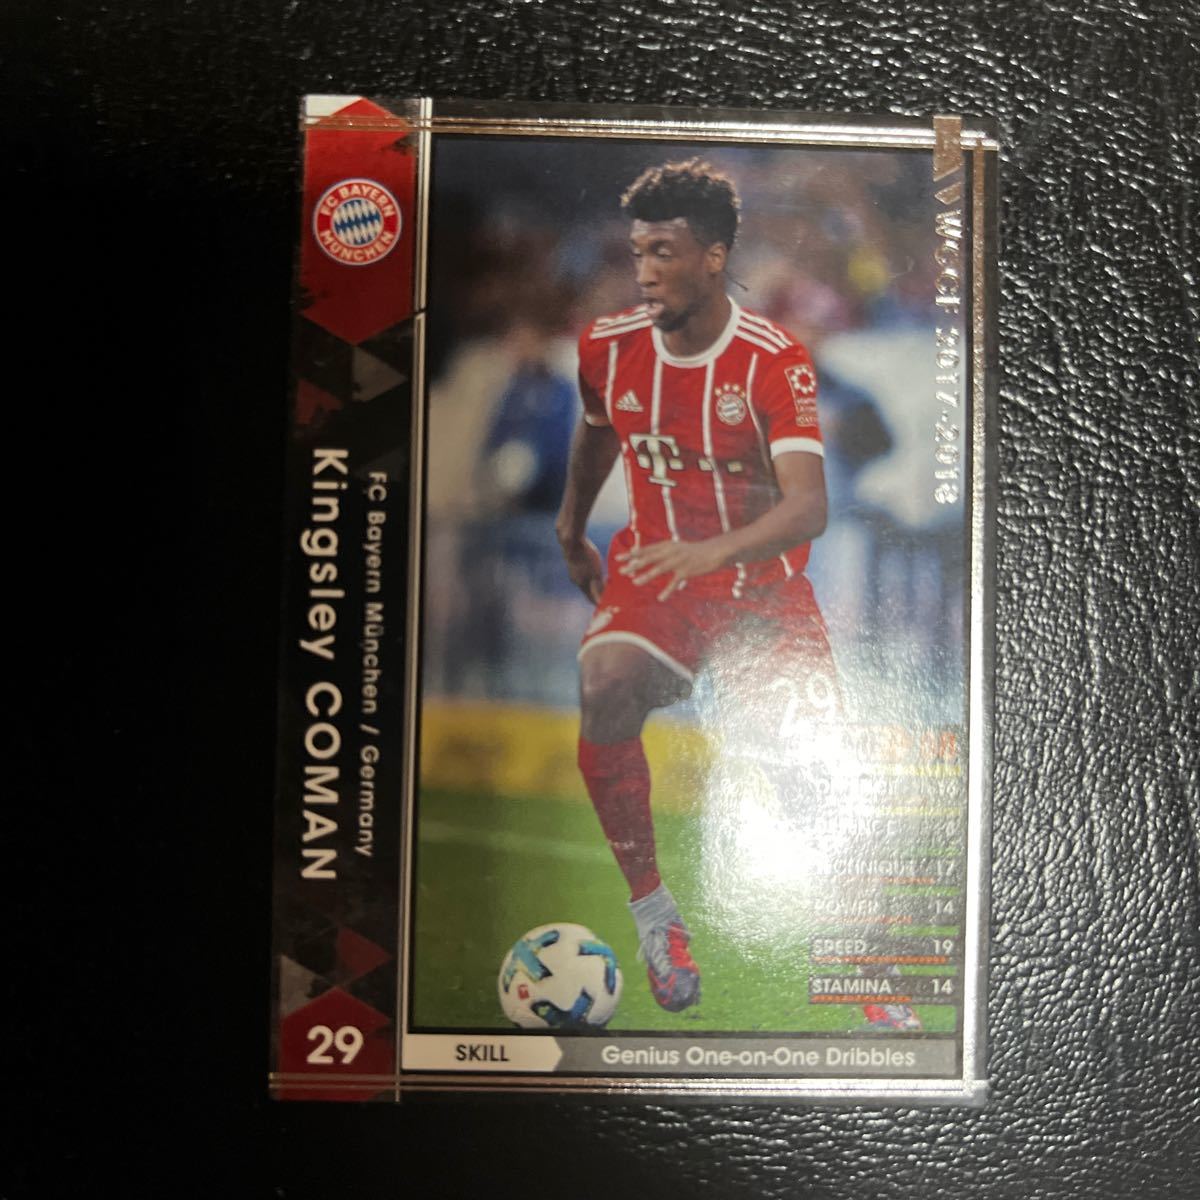 FC BAYERN
MÜNCHEN
WCCF 2017-2018
FC Bayern München / Germany
Kingsley COMAN
adidas
T
29
TECHNIQUE 17
POWER 14
SPEED 19
STAMINA 14
29
SKILL Genius One-on-One Dribbles